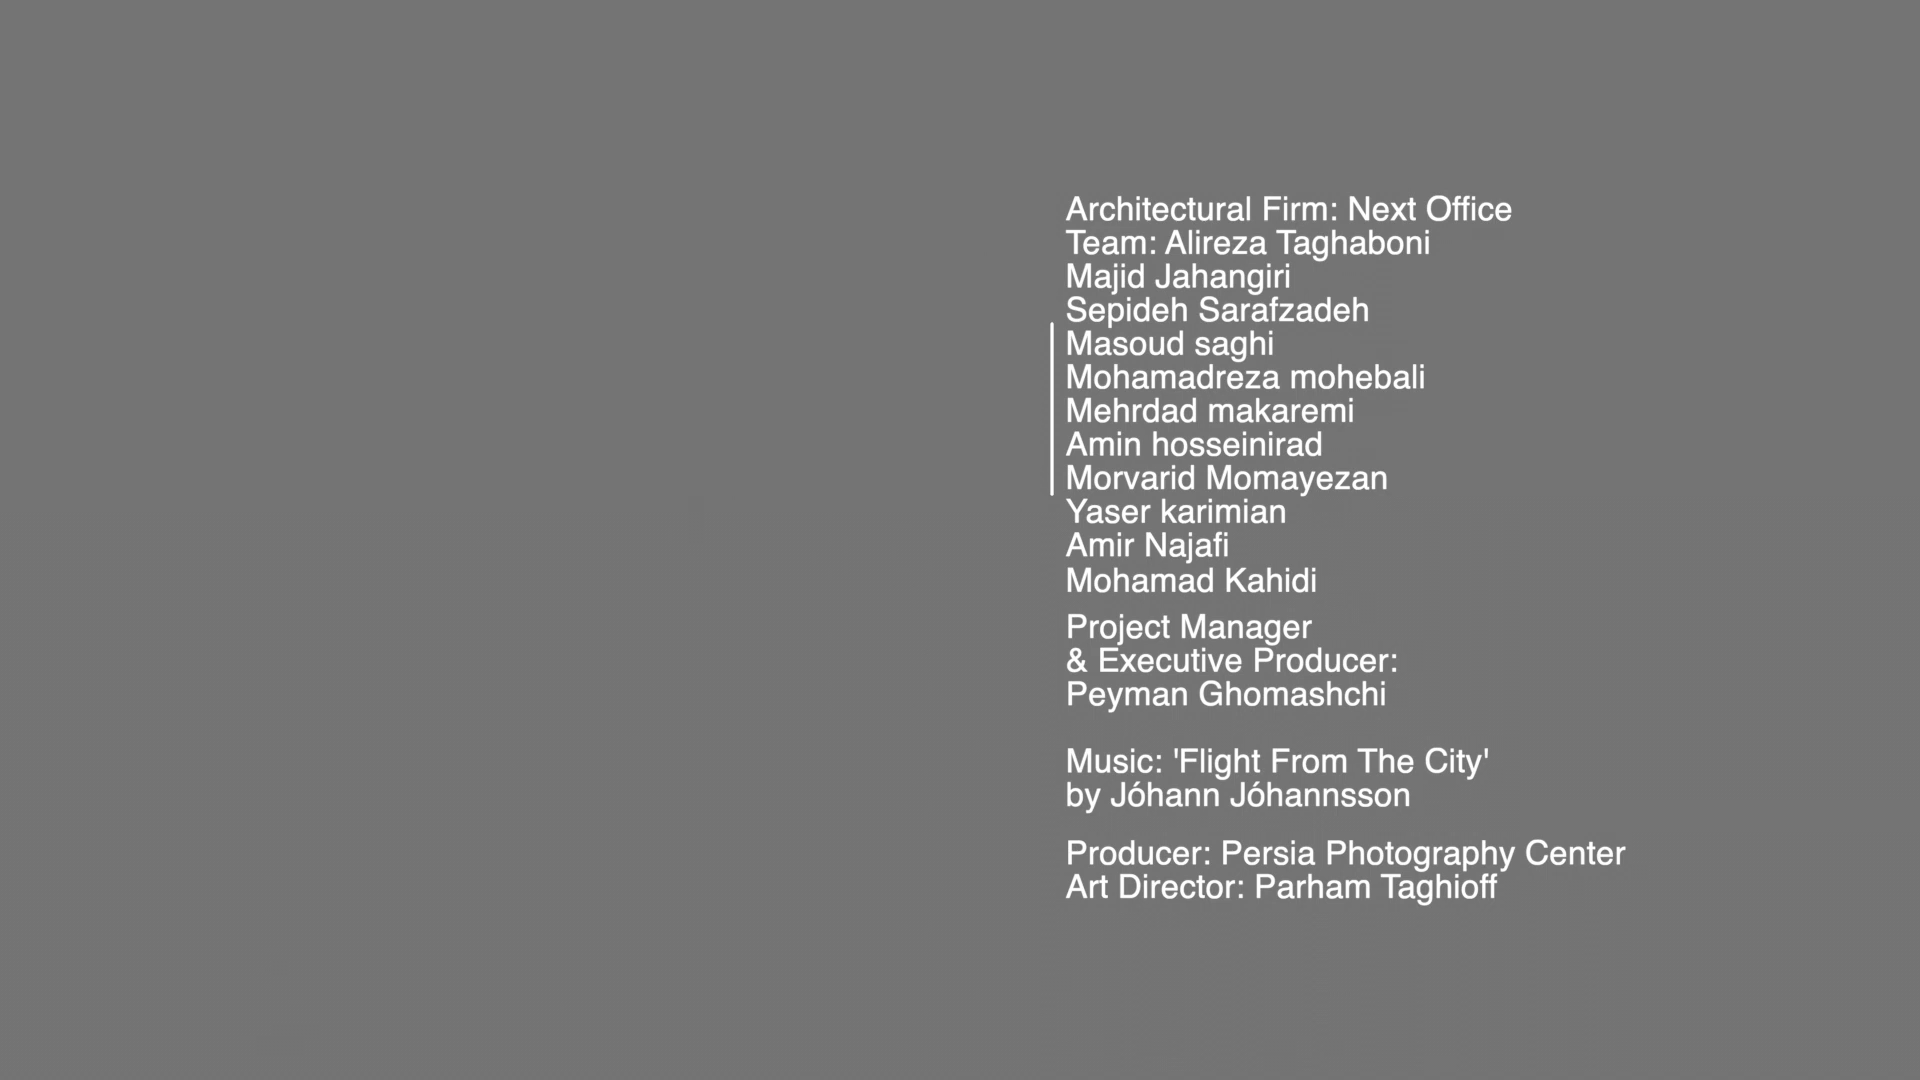 Architectural Firm: Next Office
Team: Alireza Taghaboni
Majid Jahangiri
Sepideh Sarafzadeh
Masoud saghi
Mohamadreza mohebali
Mehrdad makaremi
Amin hosseinirad
Morvarid Momayezan
Yaser karimian
Amir Najafi
Mohamad Kahidi
Project Manager
& Executive Producer:
Peyman Ghomashchi
Music: 'Flight From The City'
by Jóhann Jóhannsson
Producer: Persia Photography Center
Art Director: Parham Taghioff